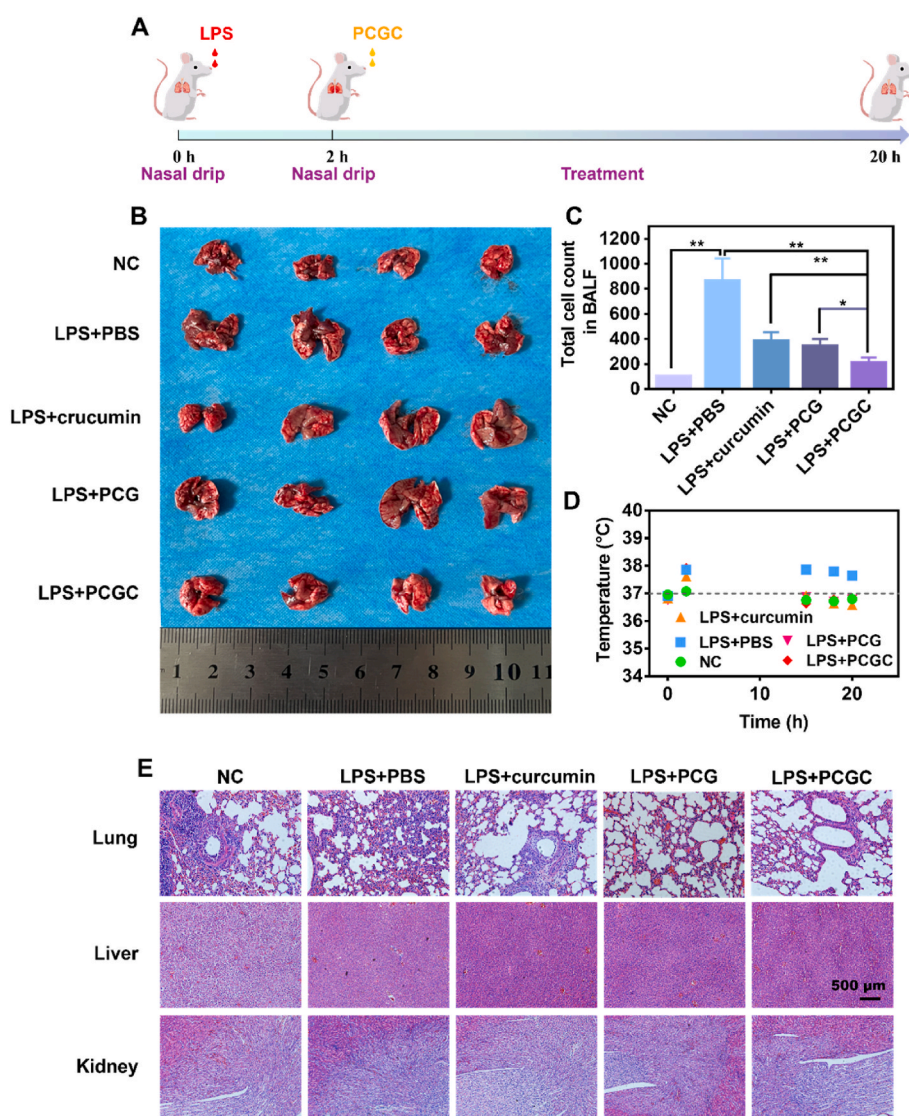 A
LPS
PCGC
0 h
2 h
20 h
Nasal drip
Nasal drip
Treatment
B
NC
LPS+PBS
LPS+crucumin
LPS+PCG
LPS+PCGC
1 2 3 4 5 6 7 8 9 10 11
C
Total cell count
in BALF
1200
1000
800
600
400
200
**
**
**
*
NC
LPS+PBS
LPS+curcumin
LPS+PCG
LPS+PCGC
D
Temperature (°C)
40
39
38
37
36
35
34
LPS+curcumin
LPS+PBS
LPS+PCG
NC
LPS+PCGC
0
10
20
Time (h)
E
NC
LPS+PBS
LPS+curcumin
LPS+PCG
LPS+PCGC
Lung
Liver
500 μm
Kidney